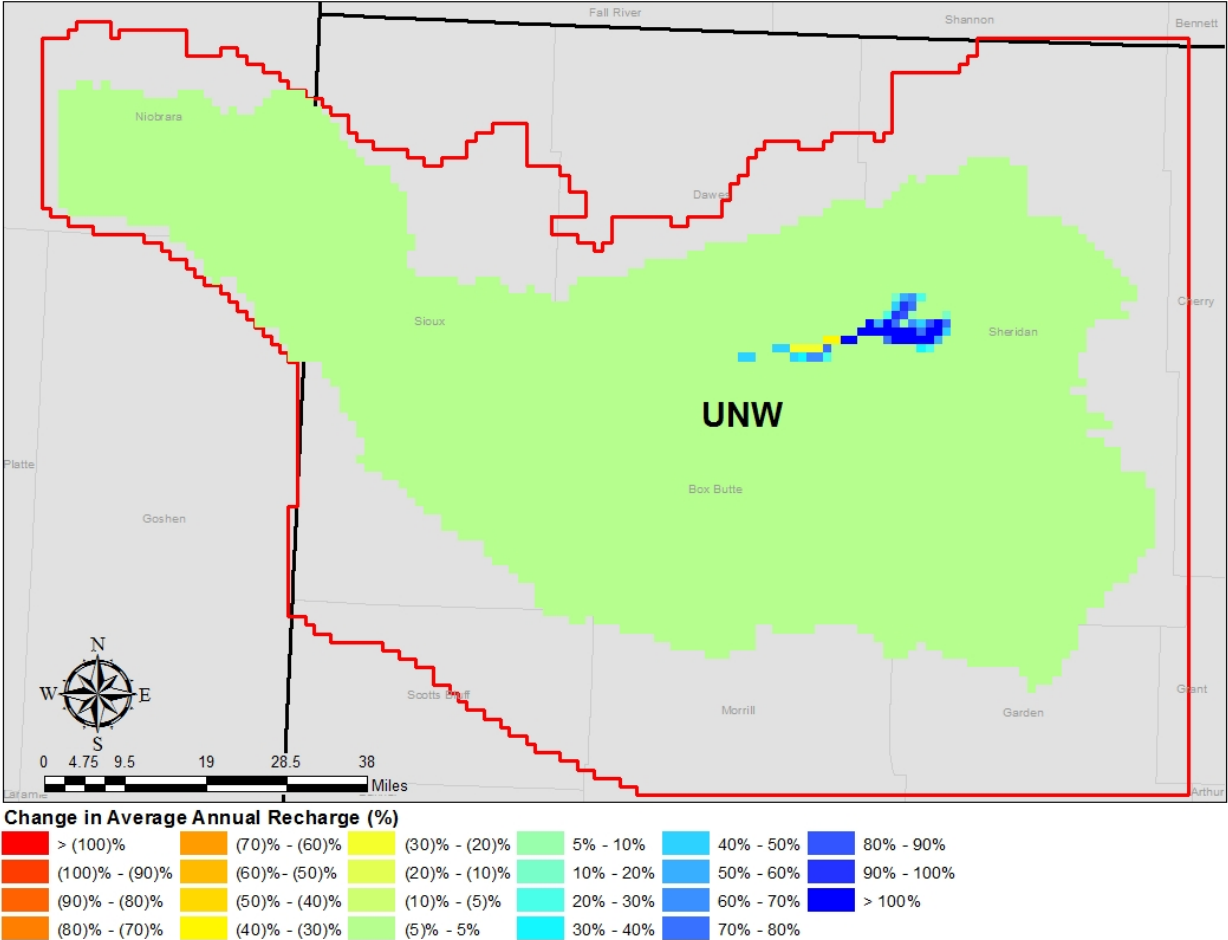 Fall River
Shannon
Bennett
Niobrara
Dawes
Cherry
Sioux
Sheridan
UNW
Platte
Box Butte
Goshen
N
W E
S
Scotts Bluff
Grant
Morrill
Garden
0 4.75 9.5 19 28.5 38
Miles
Laramie
Arthur
Change in Average Annual Recharge (%)
> (100)% (70)% - (60)% (30)% - (20)% 5% - 10% 40% - 50% 80% - 90%
(100)% - (90)% (60)%- (50)% (20)% - (10)% 10% - 20% 50% - 60% 90% - 100%
(90)% - (80)% (50)% - (40)% (10)% - (5)% 20% - 30% 60% - 70% > 100%
(80)% - (70)% (40)% - (30)% (5)% - 5% 30% - 40% 70% - 80%